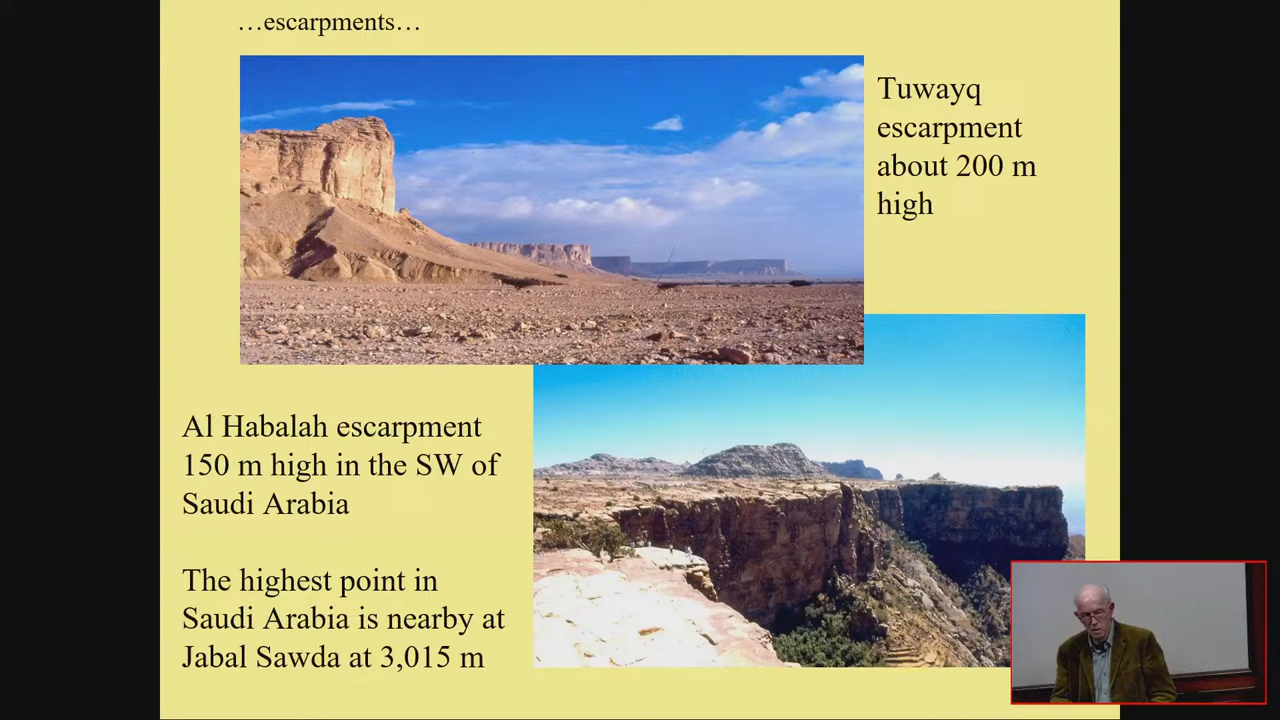 …escarpments…
Tuwayq
escarpment
about 200 m
high
Al Habalah escarpment
150 m high in the SW of
Saudi Arabia
The highest point in
Saudi Arabia is nearby at
Jabal Sawda at 3,015 m